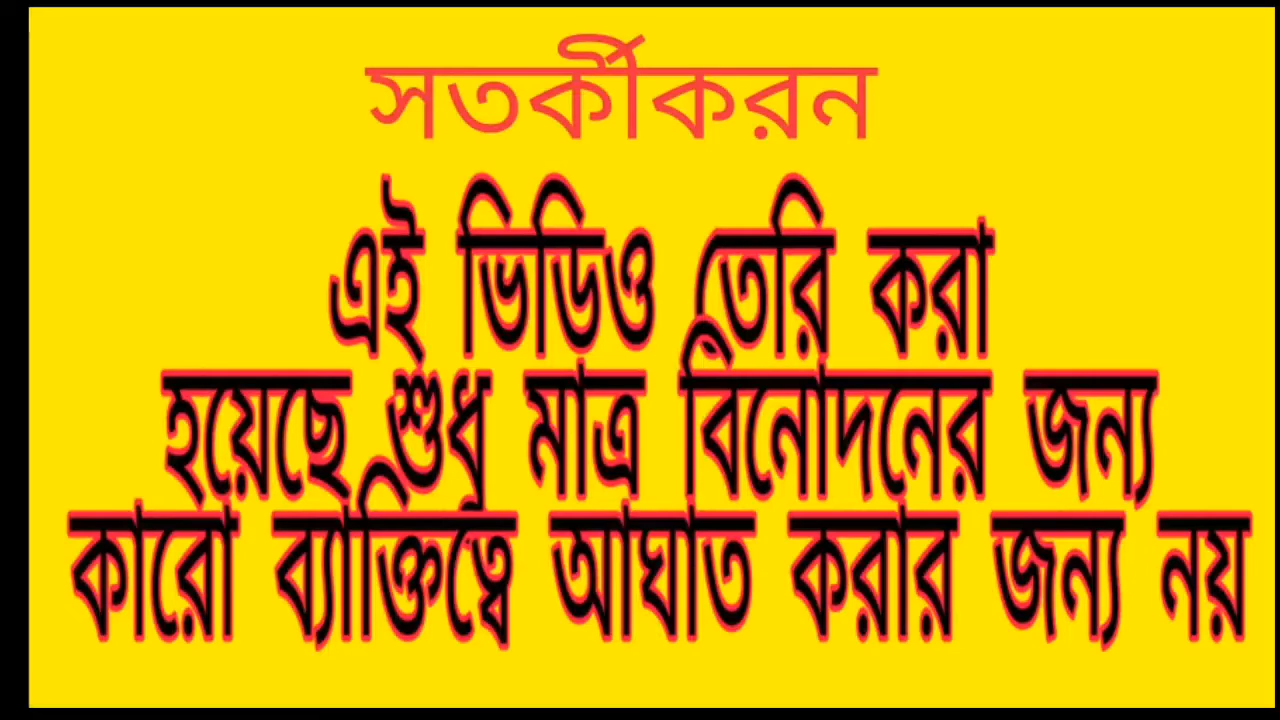 সতর্কীকরন
এই ভিডিও তেরি করা
হয়েছে শুধু মাত্র বিনোদনের জন্য
কারো ব্যাক্তিত্বে আঘাত করার জন্য নয়